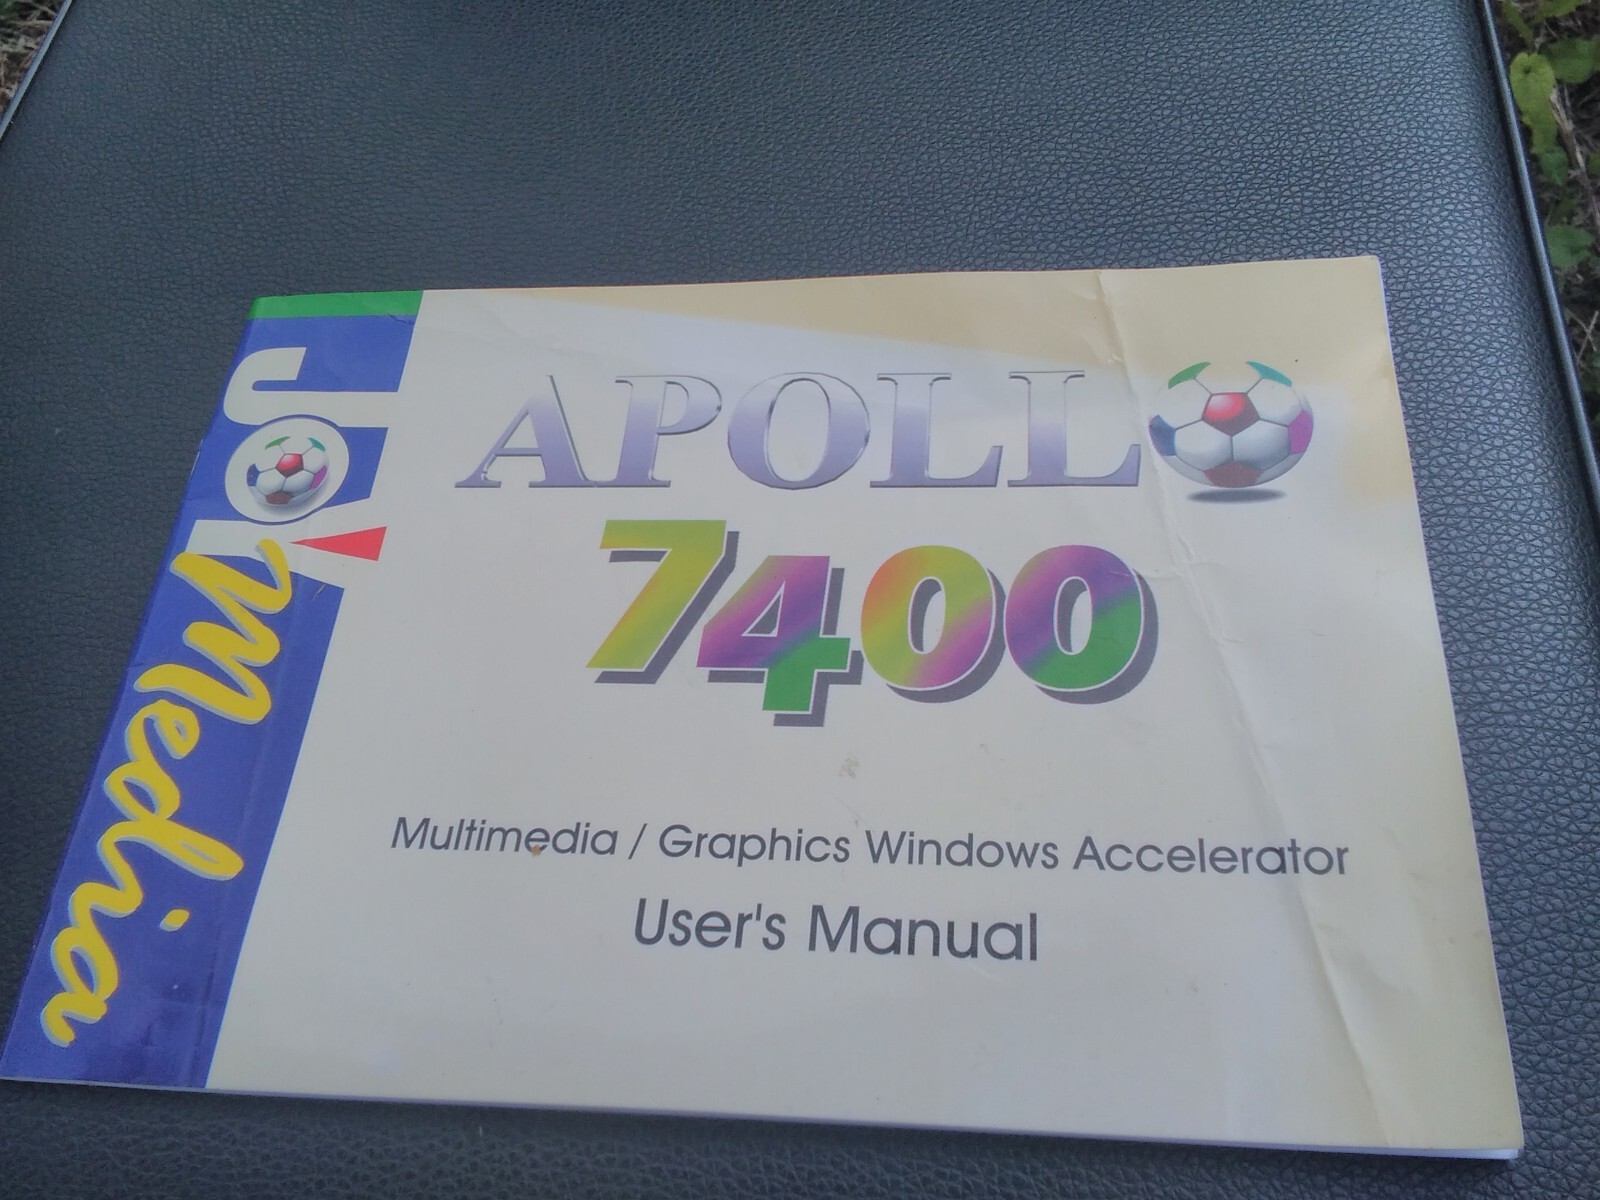 JOY Media
APOLLO
7400
Multimedia / Graphics Windows Accelerator
User's Manual